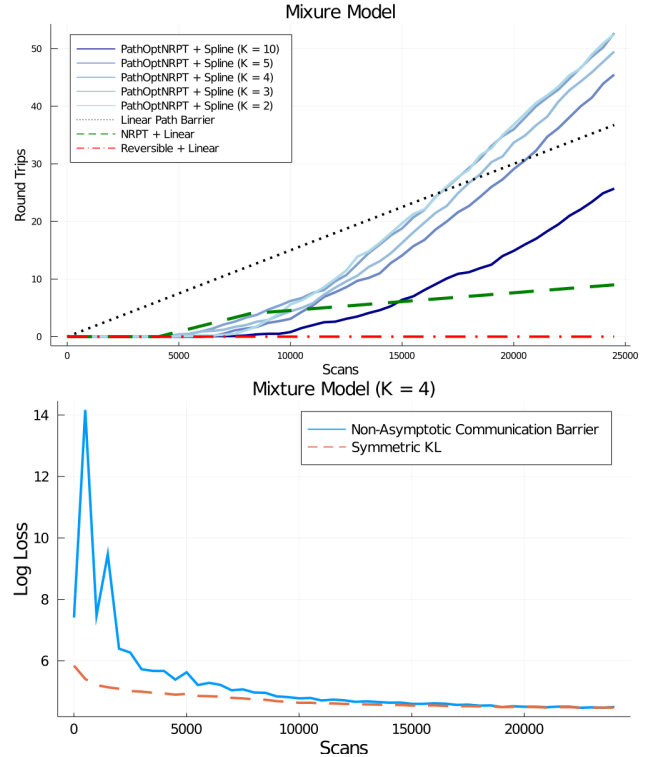 Mixure Model
Round Trips
50
40
30
20
10
0
PathOptNRPT + Spline (K = 10)
PathOptNRPT + Spline (K = 5)
PathOptNRPT + Spline (K = 4)
PathOptNRPT + Spline (K = 3)
PathOptNRPT + Spline (K = 2)
Linear Path Barrier
NRPT + Linear
Reversible + Linear
0 5000 10000 15000 20000 25000
Scans
Mixture Model (K = 4)
Log Loss
14
12
10
8
6
Non-Asymptotic Communication Barrier
Symmetric KL
0 5000 10000 15000 20000
Scans